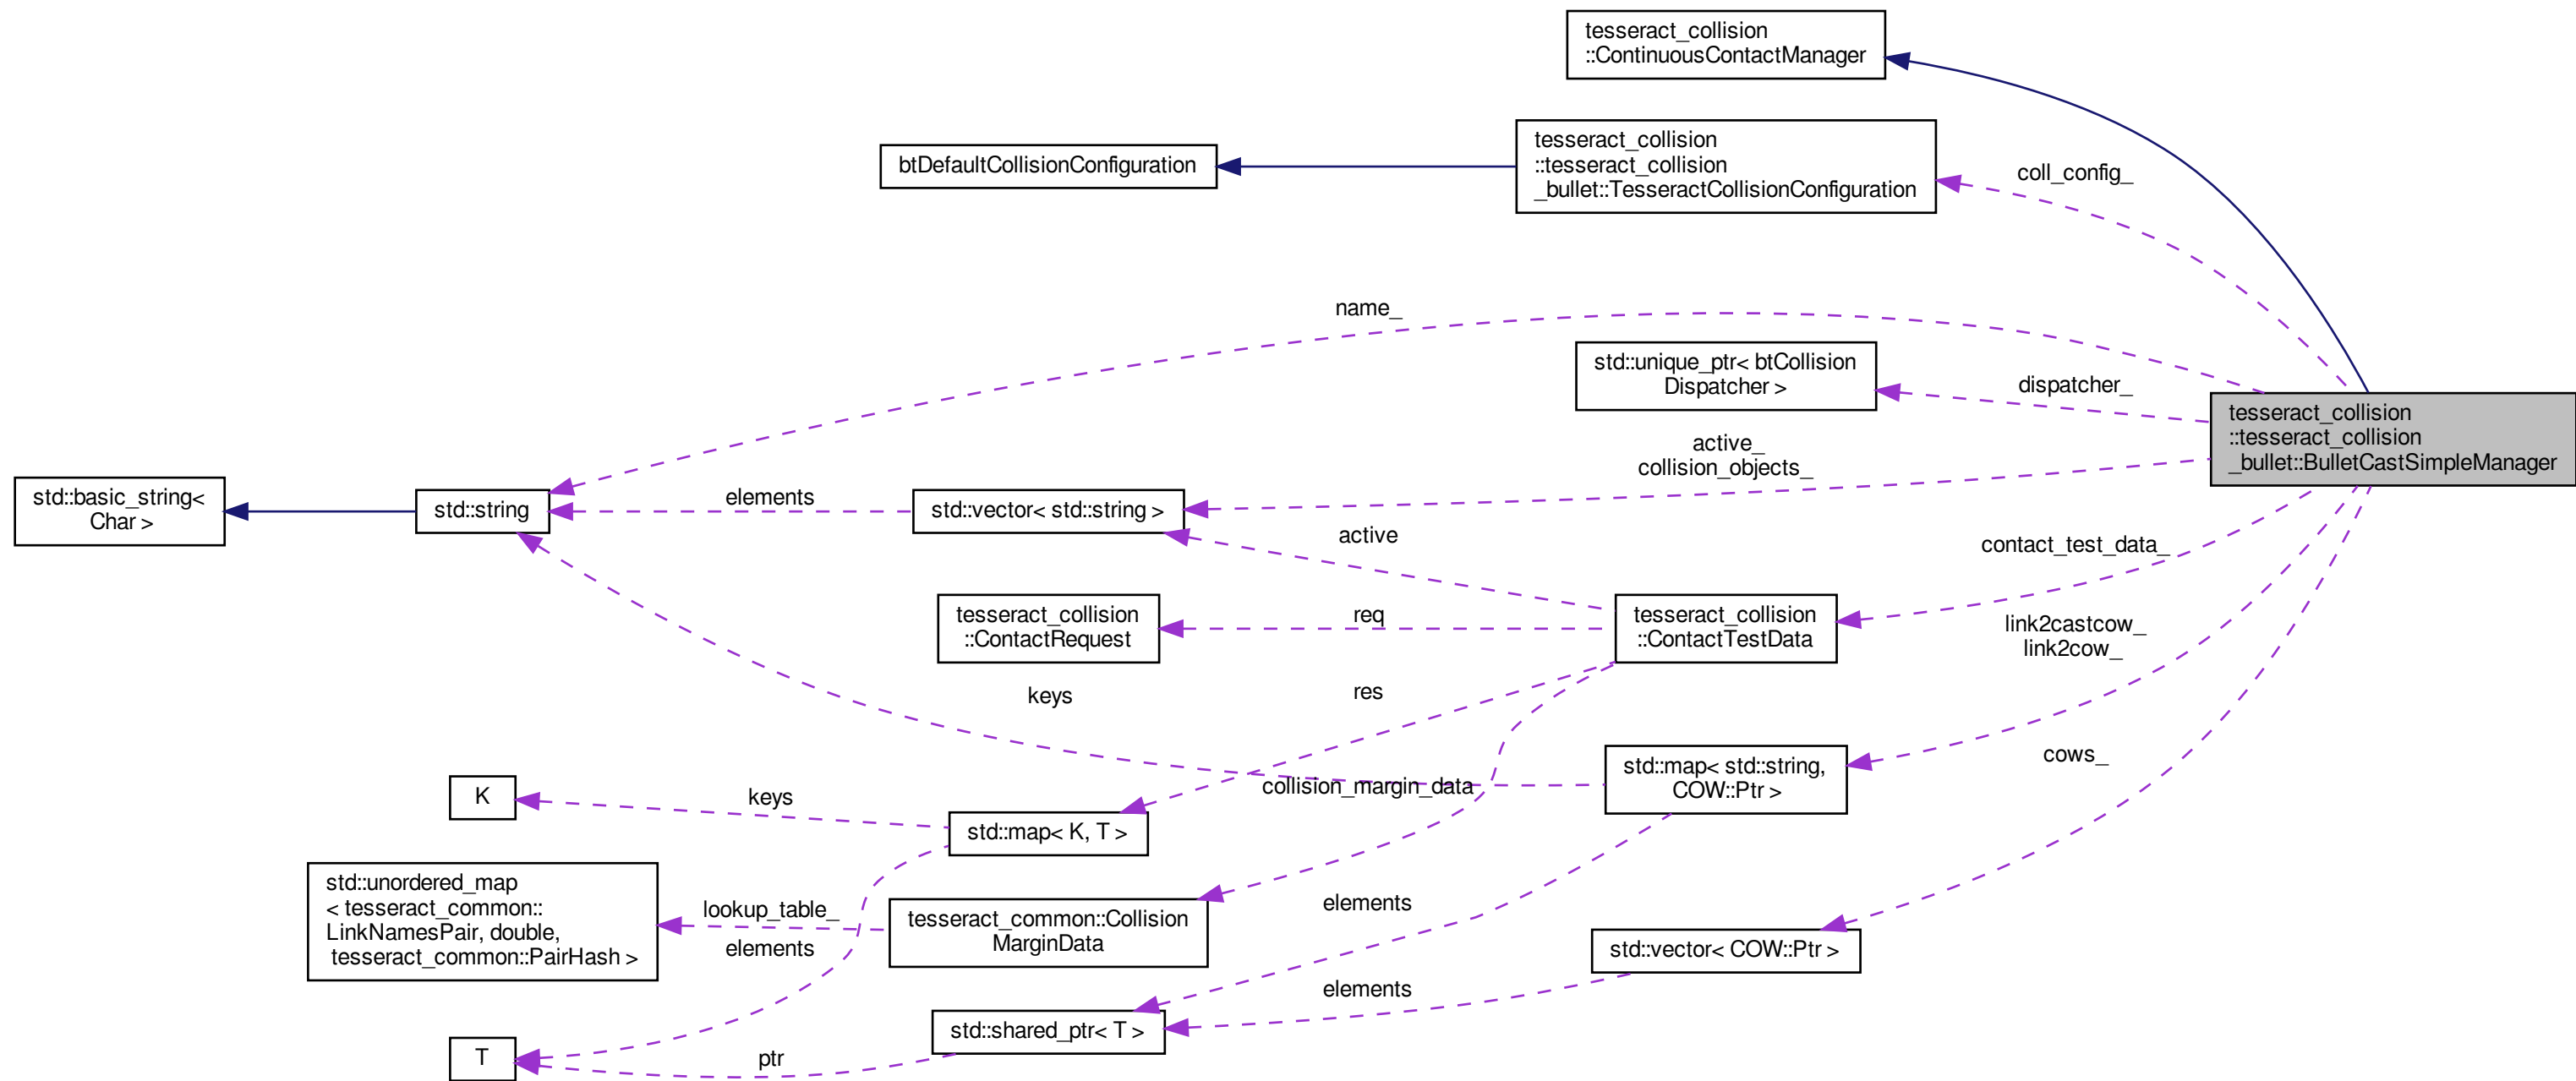 tesseract_collision
::ContinuousContactManager
tesseract_collision
::tesseract_collision
_bullet::TesseractCollisionConfiguration
btDefaultCollisionConfiguration
coll_config_
name_
std::unique_ptr< btCollision
Dispatcher >
dispatcher_
tesseract_collision
::tesseract_collision
_bullet::BulletCastSimpleManager
active_
collision_objects_
std::basic_string<
Char >
std::string
elements
std::vector< std::string >
active
contact_test_data_
tesseract_collision
::ContactRequest
req
tesseract_collision
::ContactTestData
link2castcow_
link2cow_
keys
res
std::map< std::string,
COW::Ptr >
cows_
K
keys
collision_margin_data
std::map< K, T >
std::unordered_map
< tesseract_common::
LinkNamesPair, double,
tesseract_common::PairHash >
lookup_table_
elements
tesseract_common::Collision
MarginData
elements
std::vector< COW::Ptr >
elements
std::shared_ptr< T >
T
ptr